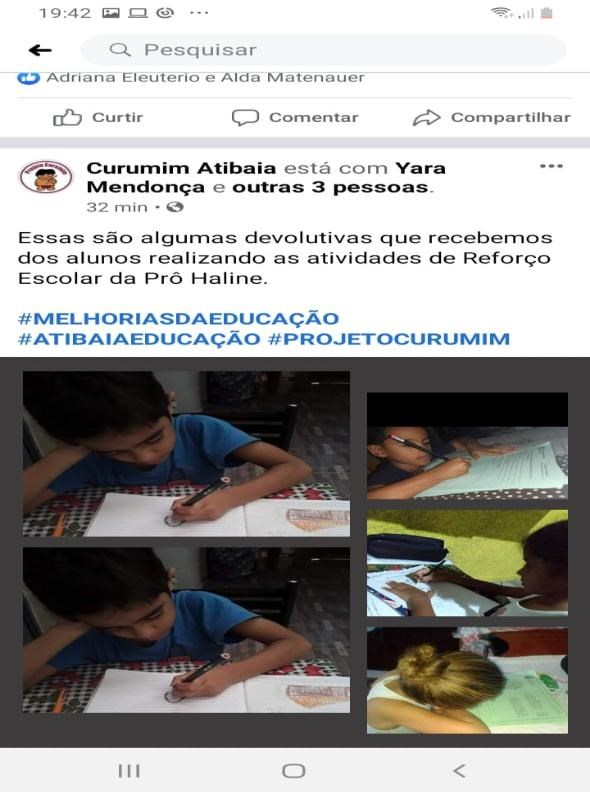 19:42
Pesquisar
Adriana Eleuterio e Alda Matenauer
Curtir Comentar Compartilhar
Curumim Atibaia está com Yara
Mendonça e outras 3 pessoas.
32 min
Essas são algumas devolutivas que recebemos
dos alunos realizando as atividades de Reforço
Escolar da Prô Haline.
#MELHORIASDAEDUCAÇÃO
#ATIBAIAEDUCAÇÃO #PROJETOCURUMIM